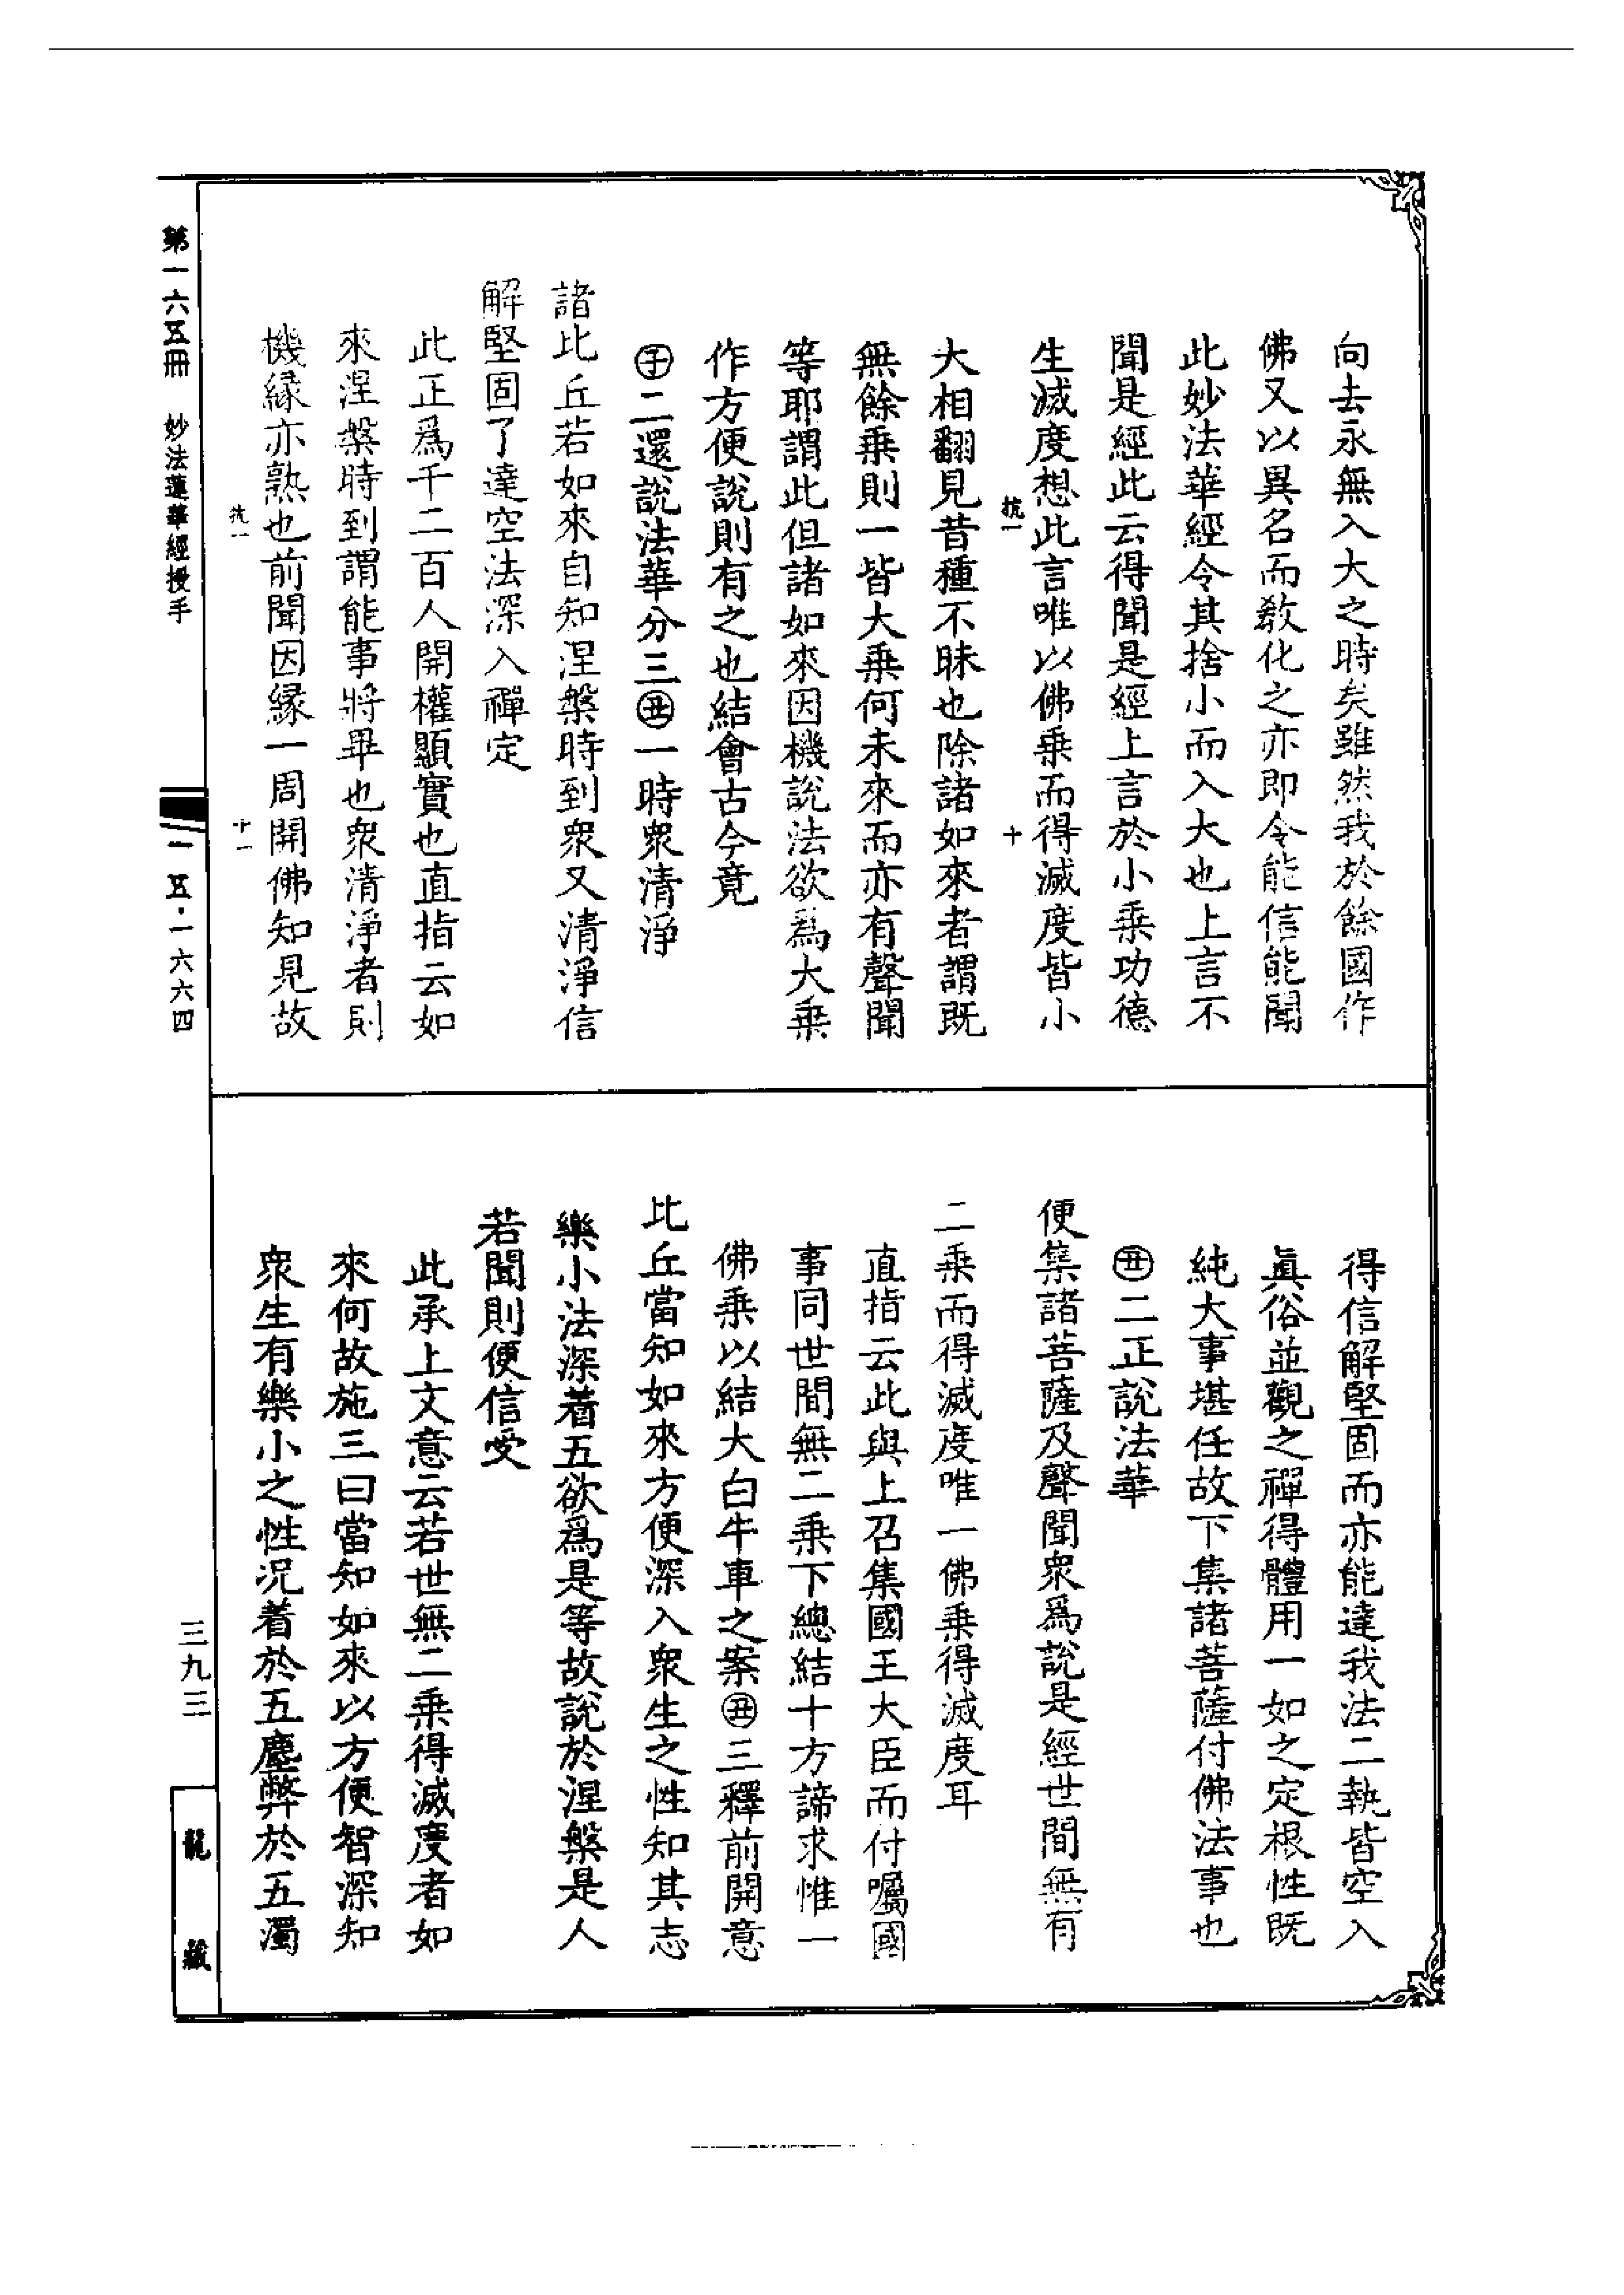 向去永無入大之時矣雖然我於餘國作
佛又以異名而教化之亦即令能信能聞
此妙法華經令其捨小而入大也上言不
聞是經此云得聞是經上言於小乗功德
生滅度想此言唯以佛乗而得滅度皆小
抗一 十
大相翻見昔種不昧也除諸如來者謂既
無餘乗則一皆大乗何未來而亦有聲聞
等耶謂此但諸如來因機說法欲爲大乗
作方便說則有之也結會古今竟
㊉子二還說法華分三㊉丑一時衆清淨
諸比丘若如來自知涅槃時到衆又清淨信
解堅固了達空法深入禪定
此正爲千二百人開權顯實也直指云如
來涅槃時到謂能事將畢也衆清淨者則
機縁亦熟也前聞因縁一周開佛知見故
抗一 十一
得信解堅固而亦能達我法二執皆空入
眞俗並觀之禪得體用一如之定根性既
純大事堪任故下集諸菩薩付佛法事也
㊉丑二正說法華
便集諸菩薩及聲聞衆爲說是經世間無有
二乗而得滅度唯一佛乗得滅度耳
直指云此與上召集國王大臣而付囑國
事同世間無二乗下總結十方諦求惟一
佛乗以結大白牛車之案㊉丑三釋前開意
比丘當知如來方便深入衆生之性知其志
樂小法深着五欲爲是等故說於涅槃是人
若聞則便信受
此承上文意云若世無二乗得滅度者如
來何故施三曰當知如來以方便智深知
衆生有樂小之性況着於五塵弊於五濁
第一六五冊 妙法蓮華經授手
一五·一六六四
三九三
龍藏